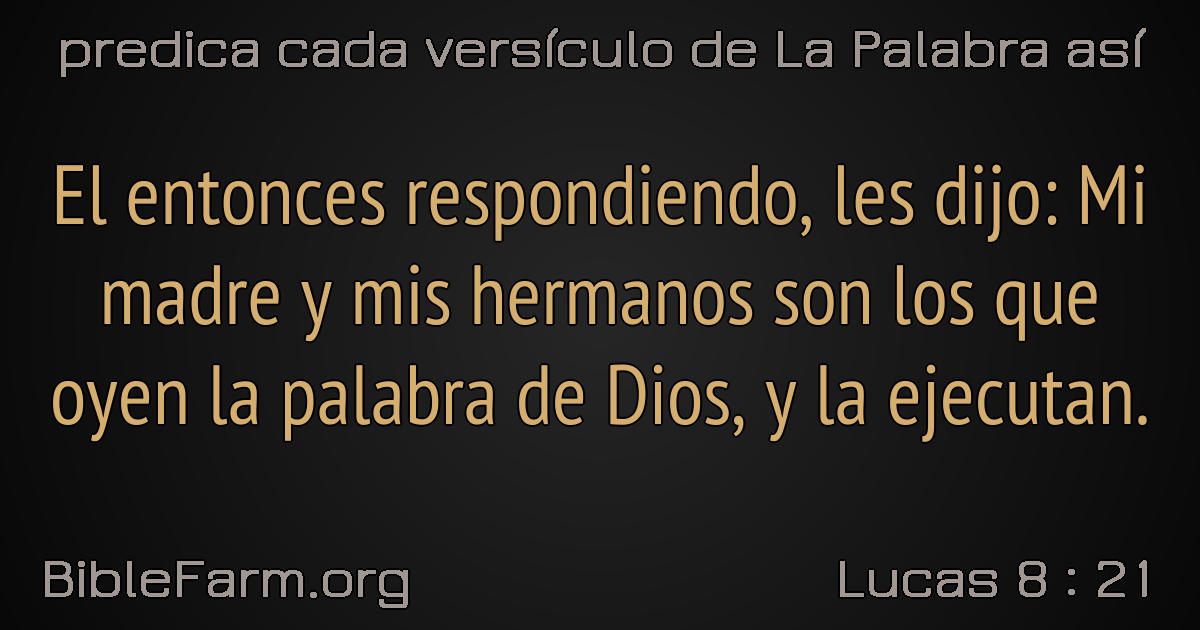 predica cada versículo de La Palabra así
El entonces respondiendo, les dijo: Mi
madre y mis hermanos son los que
oyen la palabra de Dios, y la ejecutan.
BibleFarm.org
Lucas 8 : 21